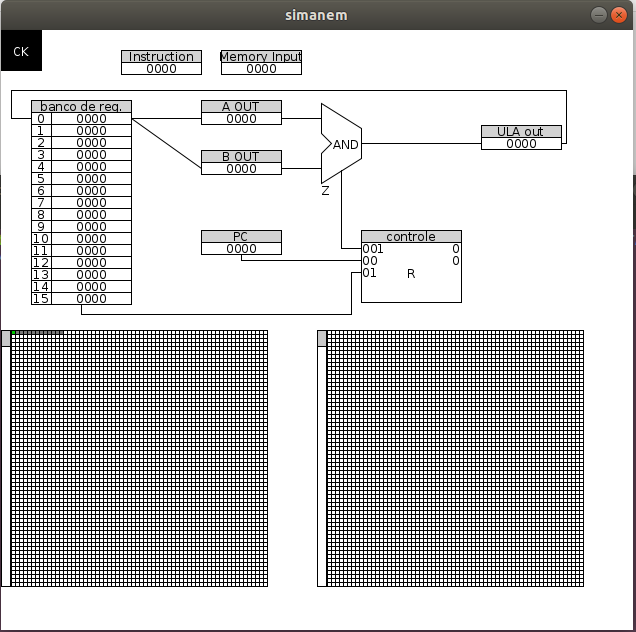 simanem
CK
Instruction
0000
Memory Input
0000
banco de reg.
0 0000
1 0000
2 0000
3 0000
4 0000
5 0000
6 0000
7 0000
8 0000
9 0000
10 0000
11 0000
12 0000
13 0000
14 0000
15 0000
A OUT
0000
B OUT
0000
AND
Z
ULA out
0000
PC
0000
controle
001 0
00 0
01
R